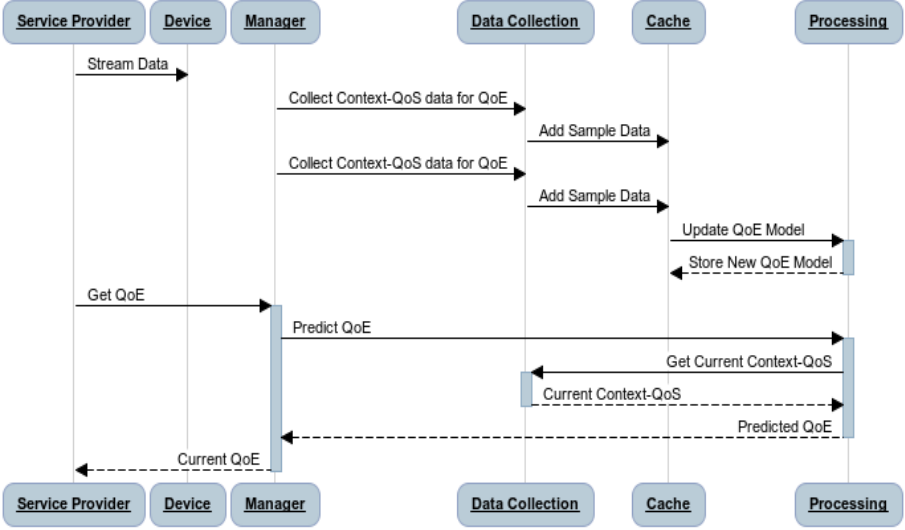 Service Provider Device Manager Data Collection Cache Processing
Stream Data
Collect Context-QoS data for QoE
Add Sample Data
Collect Context-QoS data for QoE
Add Sample Data
Update QoE Model
Store New QoE Model
Get QoE
Predict QoE
Get Current Context-QoS
Current Context-QoS
Predicted QoE
Current QoE
Service Provider Device Manager Data Collection Cache Processing